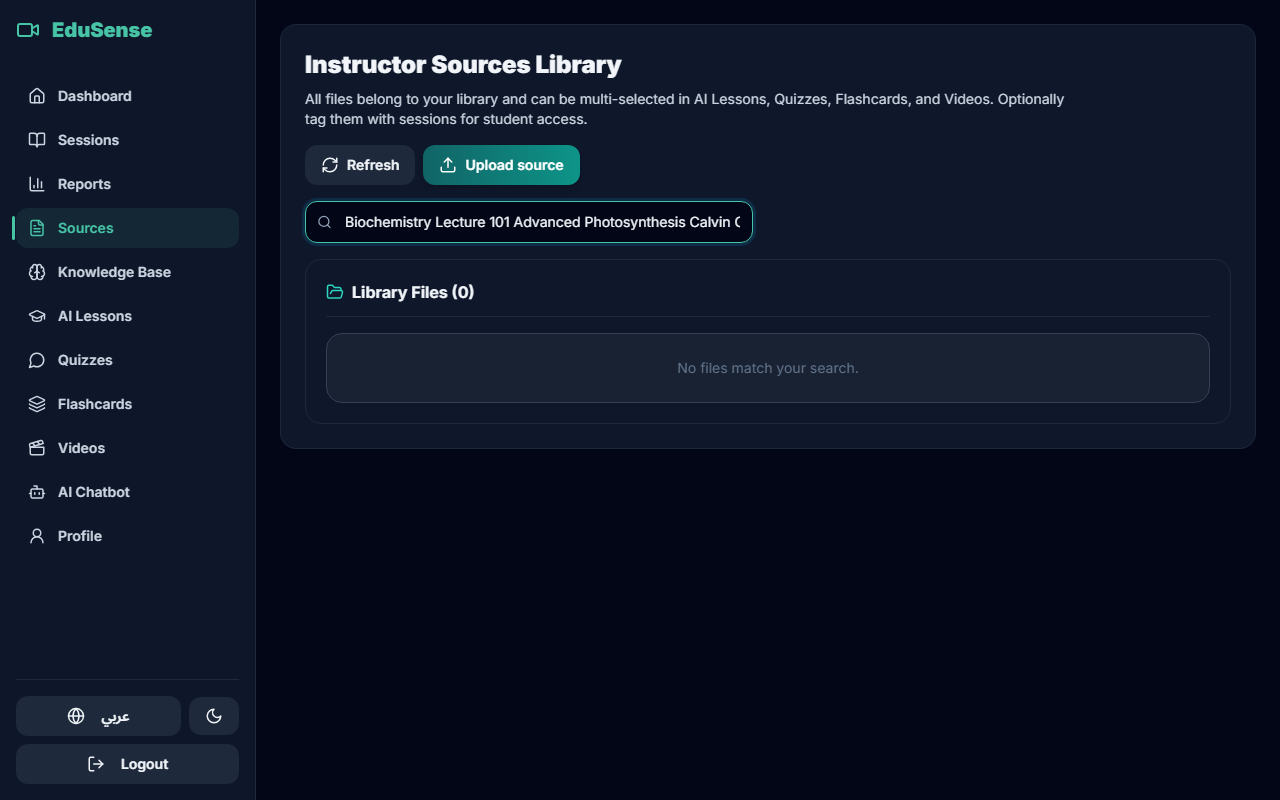 EduSense
Dashboard
Sessions
Reports
Sources
Knowledge Base
AI Lessons
Quizzes
Flashcards
Videos
AI Chatbot
Profile
عربي
Logout
Instructor Sources Library
All files belong to your library and can be multi-selected in AI Lessons, Quizzes, Flashcards, and Videos. Optionally
tag them with sessions for student access.
Refresh
Upload source
Biochemistry Lecture 101 Advanced Photosynthesis Calvin
Library Files (0)
No files match your search.